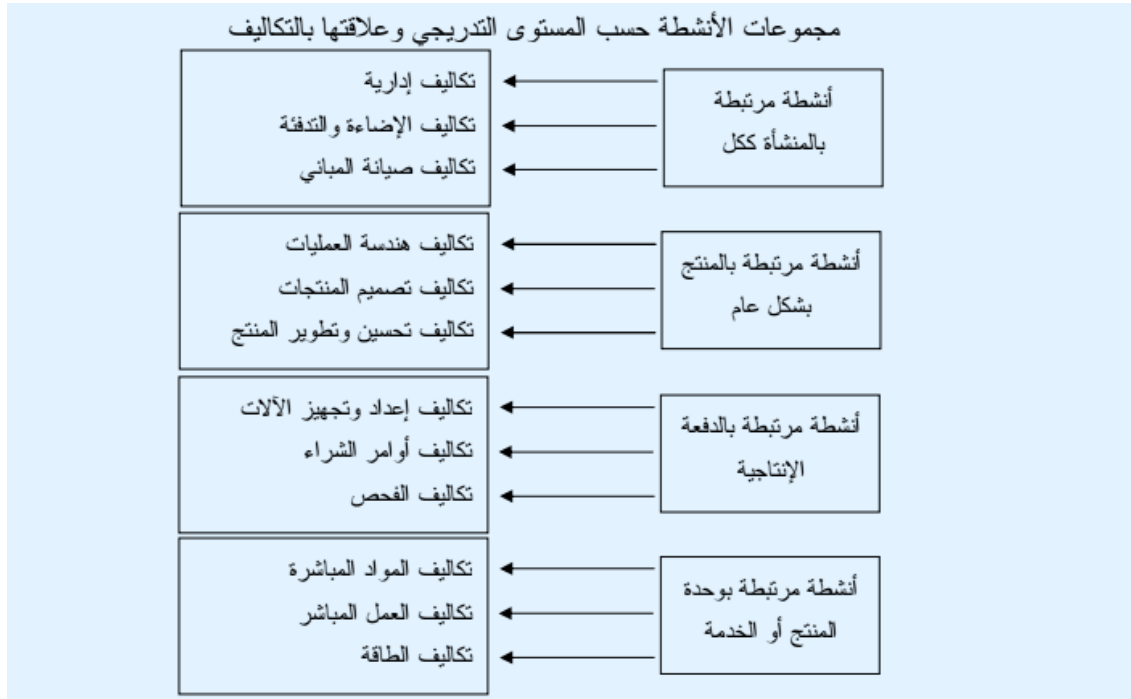 مجموعات الأنشطة حسب المستوى التدريجي وعلاقتها بالتكاليف
أنشطة مرتبطة
بالمنشأة ككل
تكاليف إدارية
تكاليف الإضاءة والتدفئة
تكاليف صيانة المباني
أنشطة مرتبطة بالمنتج
بشكل عام
تكاليف هندسة العمليات
تكاليف تصميم المنتجات
تكاليف تحسين وتطوير المنتج
أنشطة مرتبطة بالدفعة
الإنتاجية
تكاليف إعداد وتجهيز الآلات
تكاليف أوامر الشراء
تكاليف الفحص
أنشطة مرتبطة بوحدة
المنتج أو الخدمة
تكاليف المواد المباشرة
تكاليف العمل المباشر
تكاليف الطاقة